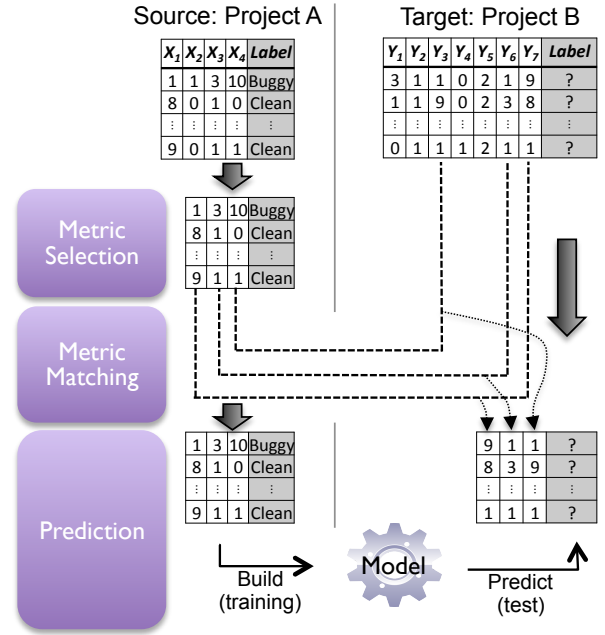 Source: Project A
Target: Project B
X1 X2 X3 X4 Label
1 1 3 10 Buggy
8 0 1 0 Clean
⋮ ⋮ ⋮ ⋮ ⋮
9 0 1 1 Clean
Y1 Y2 Y3 Y4 Y5 Y6 Y7 Label
3 1 1 0 2 1 9 ?
1 1 9 0 2 3 8 ?
⋮ ⋮ ⋮ ⋮ ⋮ ⋮ ⋮ ⋮
0 1 1 1 2 1 1 ?
Metric
Selection
1 3 10 Buggy
8 1 0 Clean
⋮ ⋮ ⋮ ⋮
9 1 1 Clean
Metric
Matching
Prediction
1 3 10 Buggy
8 1 0 Clean
⋮ ⋮ ⋮ ⋮
9 1 1 Clean
9 1 1 ?
8 3 9 ?
⋮ ⋮ ⋮ ⋮
1 1 1 ?
Build
(training)
Model
Predict
(test)